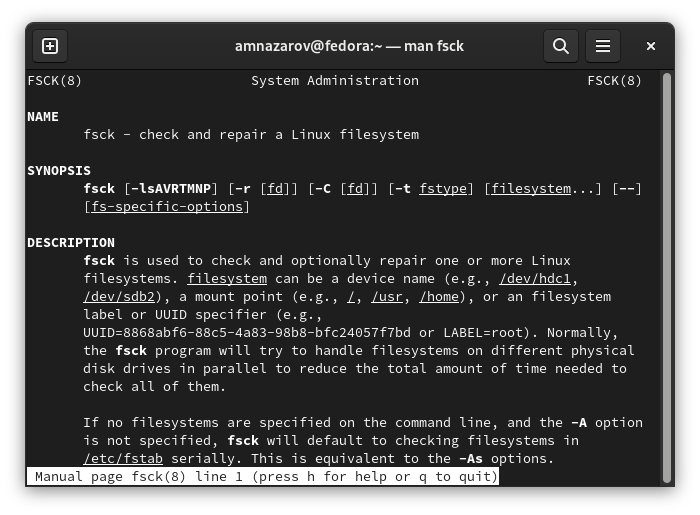 amnazarov@fedora:~ — man fsck
FSCK(8) System Administration FSCK(8)
NAME
fsck - check and repair a Linux filesystem
SYNOPSIS
fsck [-lsAVRTMNP] [-r [fd]] [-C [fd]] [-t fstype] [filesystem...] [--]
[fs-specific-options]
DESCRIPTION
fsck is used to check and optionally repair one or more Linux
filesystems. filesystem can be a device name (e.g., /dev/hdc1,
/dev/sdb2), a mount point (e.g., /, /usr, /home), or an filesystem
label or UUID specifier (e.g.,
UUID=8868abf6-88c5-4a83-98b8-bfc24057f7bd or LABEL=root). Normally,
the fsck program will try to handle filesystems on different physical
disk drives in parallel to reduce the total amount of time needed to
check all of them.
If no filesystems are specified on the command line, and the -A option
is not specified, fsck will default to checking filesystems in
/etc/fstab serially. This is equivalent to the -As options.
Manual page fsck(8) line 1 (press h for help or q to quit)